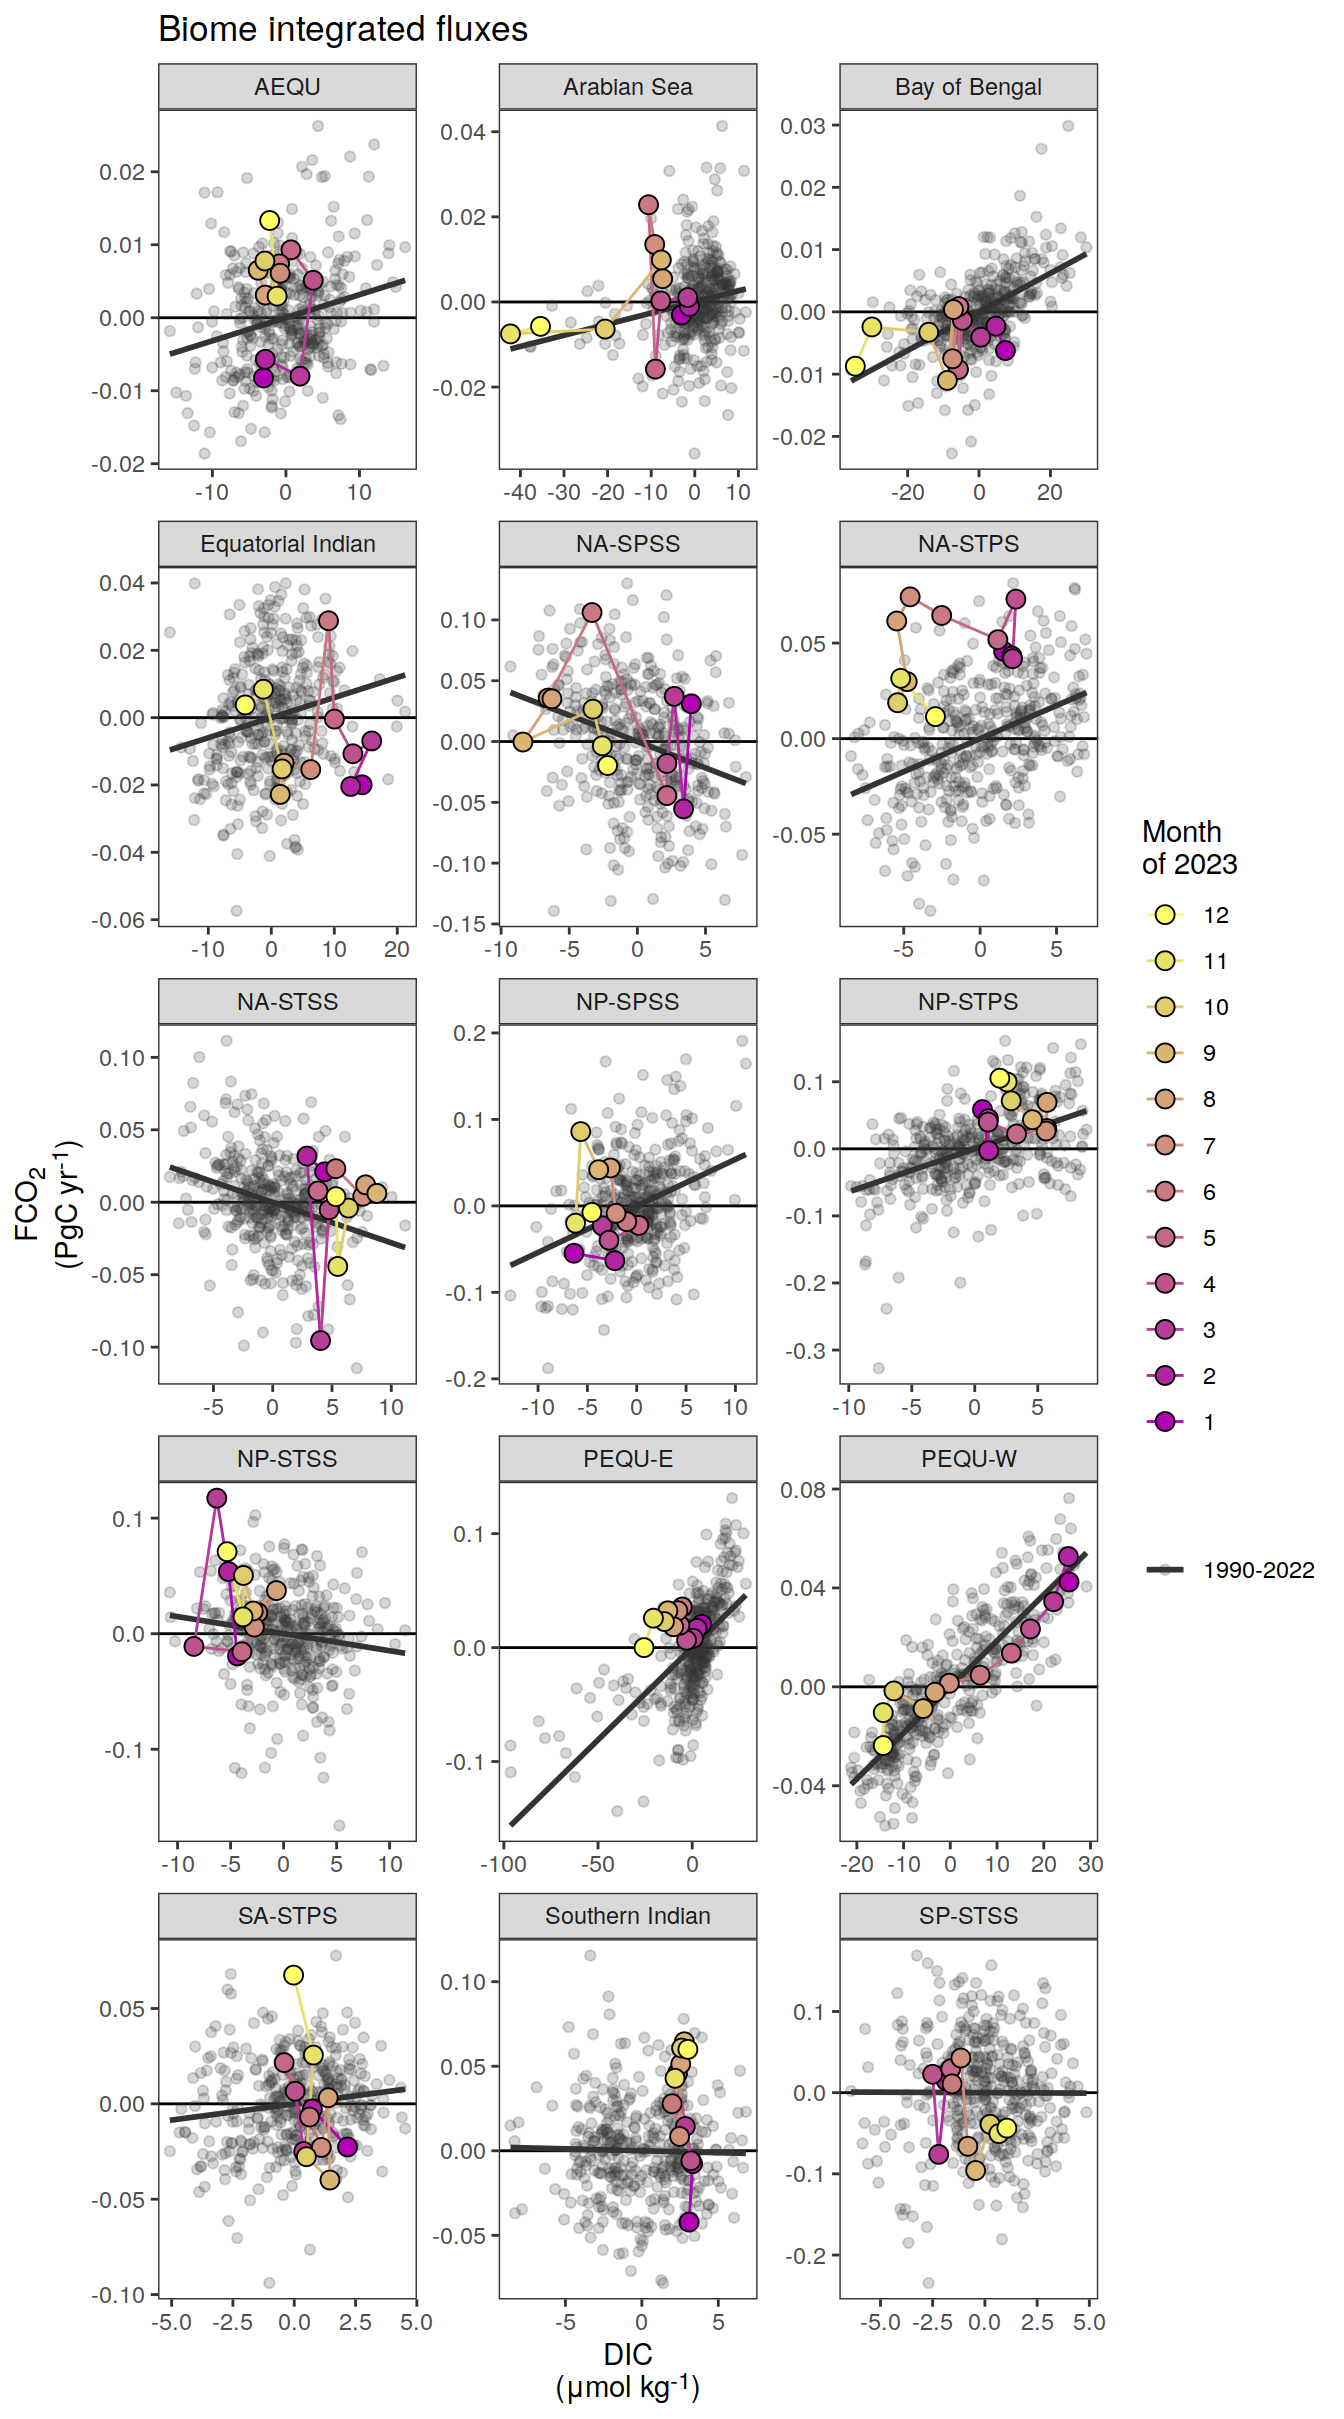 Biome integrated fluxes
AEQU Arabian Sea Bay of Bengal
0.02 0.01 0.00 -0.01 -0.02
-10 0 10
0.04 0.02 0.00 -0.02
-40 -30 -20 -10 0 10
0.03 0.02 0.01 0.00 -0.01 -0.02
-20 0 20
Equatorial Indian NA-SPSS NA-STPS
0.04 0.02 0.00 -0.02 -0.04 -0.06
-10 0 10 20
0.10 0.05 0.00 -0.05 -0.10 -0.15
-10 -5 0 5
0.05 0.00 -0.05
-5 0 5
NA-STSS NP-SPSS NP-STPS
0.10 0.05 0.00 -0.05 -0.10
-5 0 5 10
0.2 0.1 0.0 -0.1 -0.2
-10 -5 0 5 10
0.1 0.0 -0.1 -0.2 -0.3
-10 -5 0 5
NP-STSS PEQU-E PEQU-W
0.1 0.0 -0.1
-10 -5 0 5 10
0.1 0.0 -0.1
-100 -50 0
0.08 0.04 0.00 -0.04
-20 -10 0 10 20 30
SA-STPS Southern Indian SP-STSS
0.05 0.00 -0.05 -0.10
-5.0 -2.5 0.0 2.5 5.0
0.10 0.05 0.00 -0.05
-5 0 5
0.1 0.0 -0.1 -0.2
-5.0 -2.5 0.0 2.5 5.0
FCO₂
(PgC yr⁻¹)
DIC
(μmol kg⁻¹)
Month
of 2023
12
11
10
9
8
7
6
5
4
3
2
1
1990-2022